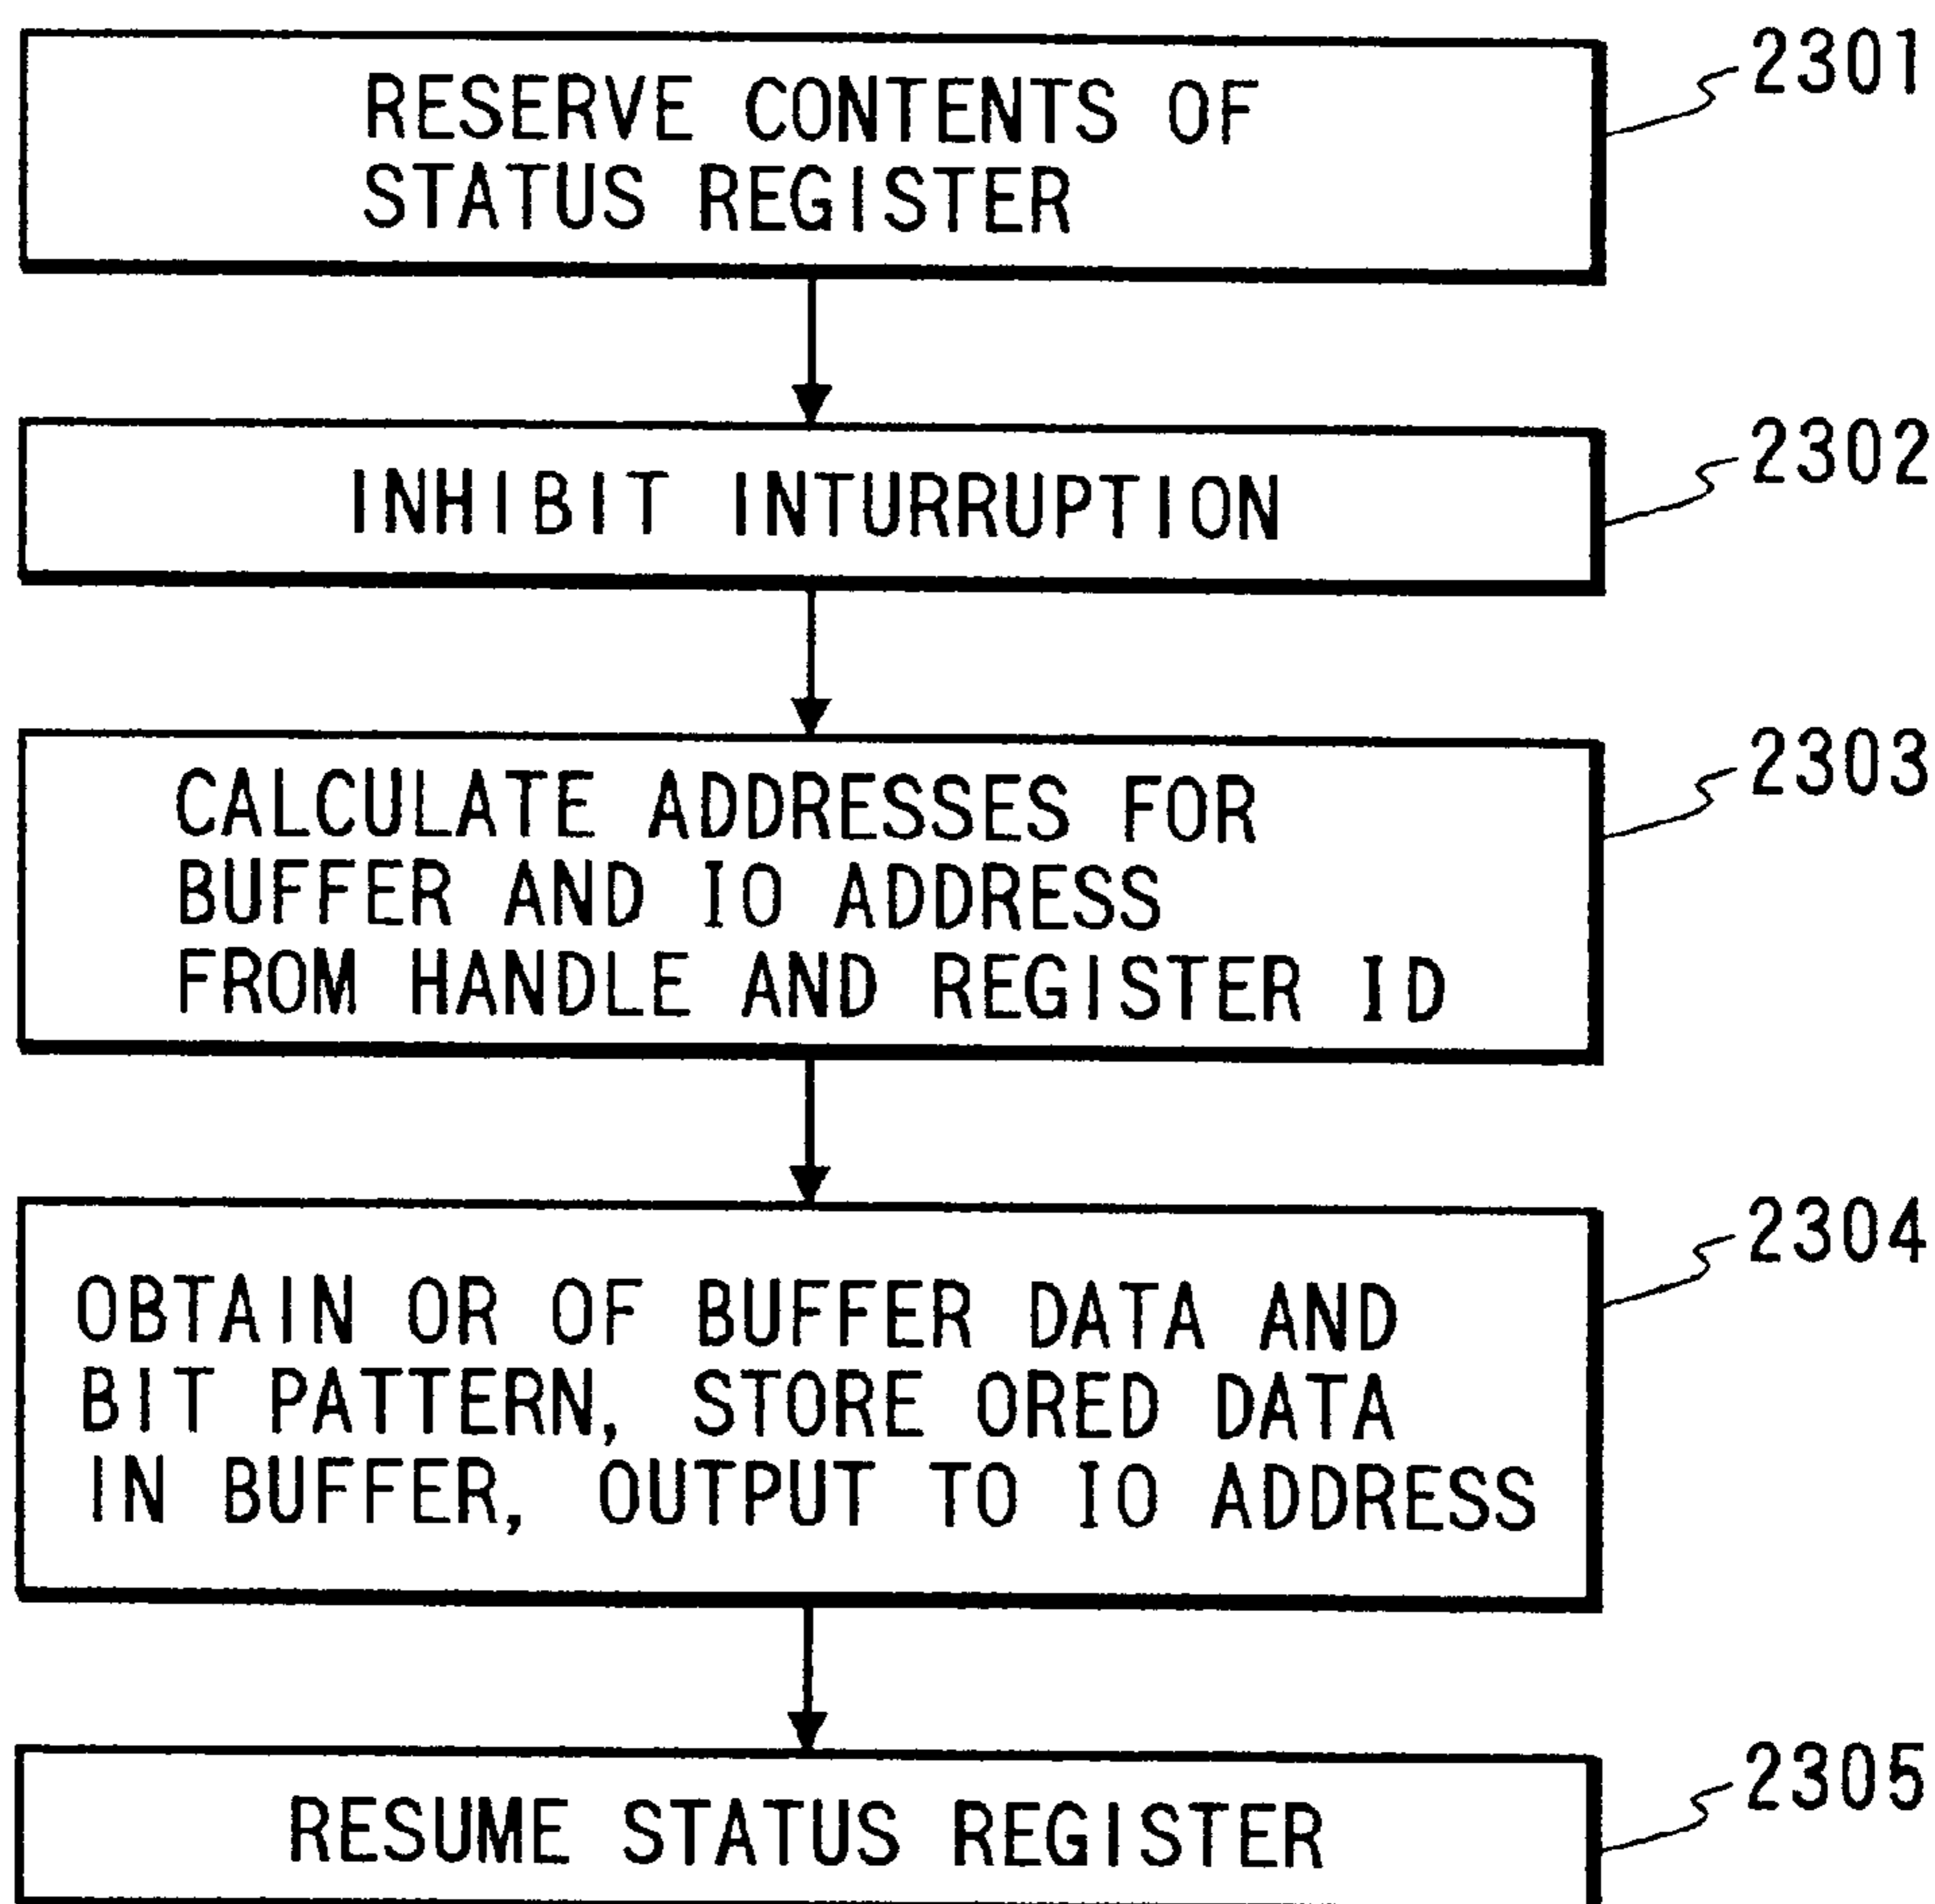 2301
RESERVE CONTENTS OF
STATUS REGISTER
2302
INHIBIT INTURRUPTION
2303
CALCULATE ADDRESSES FOR
BUFFER AND IO ADDRESS
FROM HANDLE AND REGISTER ID
2304
OBTAIN OR OF BUFFER DATA AND
BIT PATTERN, STORE ORED DATA
IN BUFFER, OUTPUT TO IO ADDRESS
2305
RESUME STATUS REGISTER